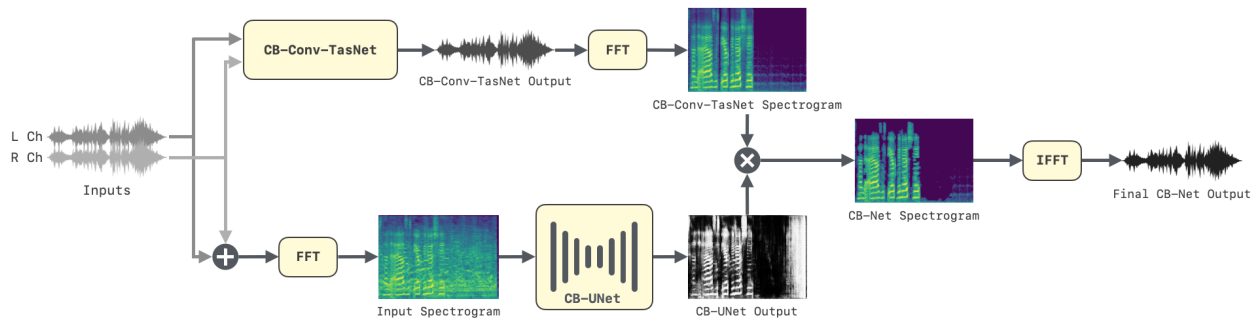 CB-Conv-TasNet
CB-Conv-TasNet Output
FFT
CB-Conv-TasNet Spectrogram
L Ch
R Ch
Inputs
FFT
Input Spectrogram
CB-UNet
CB-UNet Output
CB-Net Spectrogram
IFFT
Final CB-Net Output